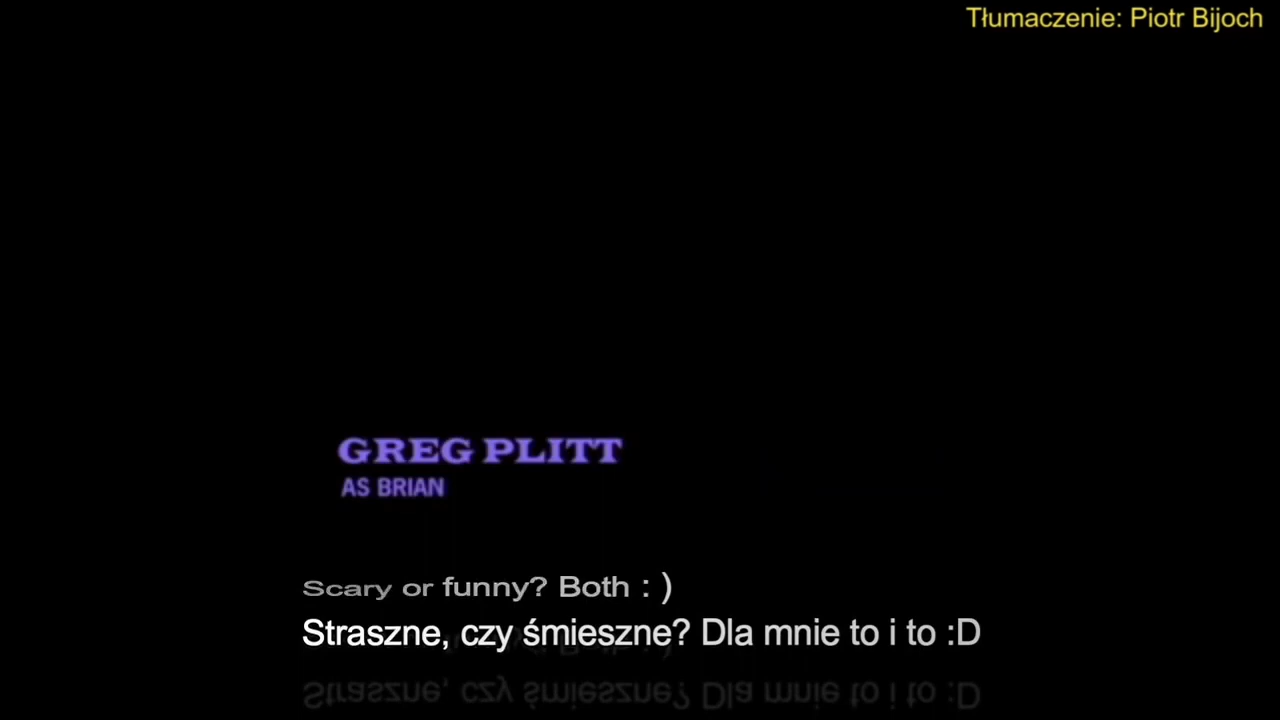 Tłumaczenie: Piotr Bijoch
GREG PLITT
AS BRIAN
Scary or funny? Both : )
Straszne, czy śmieszne? Dla mnie to i to :D